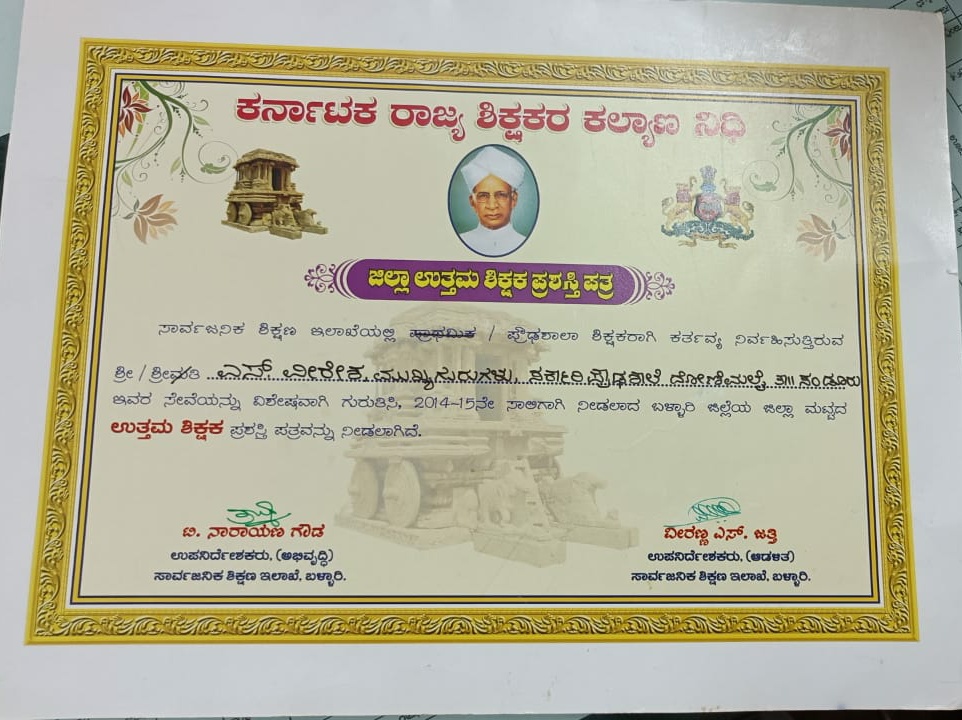 ಕರ್ನಾಟಕ ರಾಜ್ಯ ಶಿಕ್ಷಕರ ಕಲ್ಯಾಣ ನಿಧಿ
ಜಿಲ್ಲಾ ಉತ್ತಮ ಶಿಕ್ಷಕ ಪ್ರಶಸ್ತಿ ಪತ್ರ
ಸಾರ್ವಜನಿಕ ಶಿಕ್ಷಣ ಇಲಾಖೆಯಲ್ಲಿ ಪ್ರಾಥಮಿಕ / ಪ್ರೌಢಶಾಲಾ ಶಿಕ್ಷಕರಾಗಿ ಕರ್ತವ್ಯ ನಿರ್ವಹಿಸುತ್ತಿರುವ
ಶ್ರೀ / ಶ್ರೀಮತಿ ಎಸ್ ವೀರೇಶ, ಮುಖ್ಯಗುರುಗಳು, ಸರ್ಕಾರಿ ಪ್ರೌಢಶಾಲೆ ದೋಣಿಮಲೈ, ತಾ|| ಸಂಡೂರು
ಇವರ ಸೇವೆಯನ್ನು ವಿಶೇಷವಾಗಿ ಗುರುತಿಸಿ, 2014-15ನೇ ಸಾಲಿಗಾಗಿ ನೀಡಲಾದ ಬಳ್ಳಾರಿ ಜಿಲ್ಲೆಯ ಜಿಲ್ಲಾ ಮಟ್ಟದ
ಉತ್ತಮ ಶಿಕ್ಷಕ ಪ್ರಶಸ್ತಿ ಪತ್ರವನ್ನು ನೀಡಲಾಗಿದೆ.
ಟಿ. ನಾರಾಯಣ ಗೌಡ
ಉಪನಿರ್ದೇಶಕರು, (ಅಭಿವೃದ್ಧಿ)
ಸಾರ್ವಜನಿಕ ಶಿಕ್ಷಣ ಇಲಾಖೆ, ಬಳ್ಳಾರಿ.
ವೀರಣ್ಣ ಎಸ್. ಜತ್ತಿ
ಉಪನಿರ್ದೇಶಕರು, (ಆಡಳಿತ)
ಸಾರ್ವಜನಿಕ ಶಿಕ್ಷಣ ಇಲಾಖೆ, ಬಳ್ಳಾರಿ.